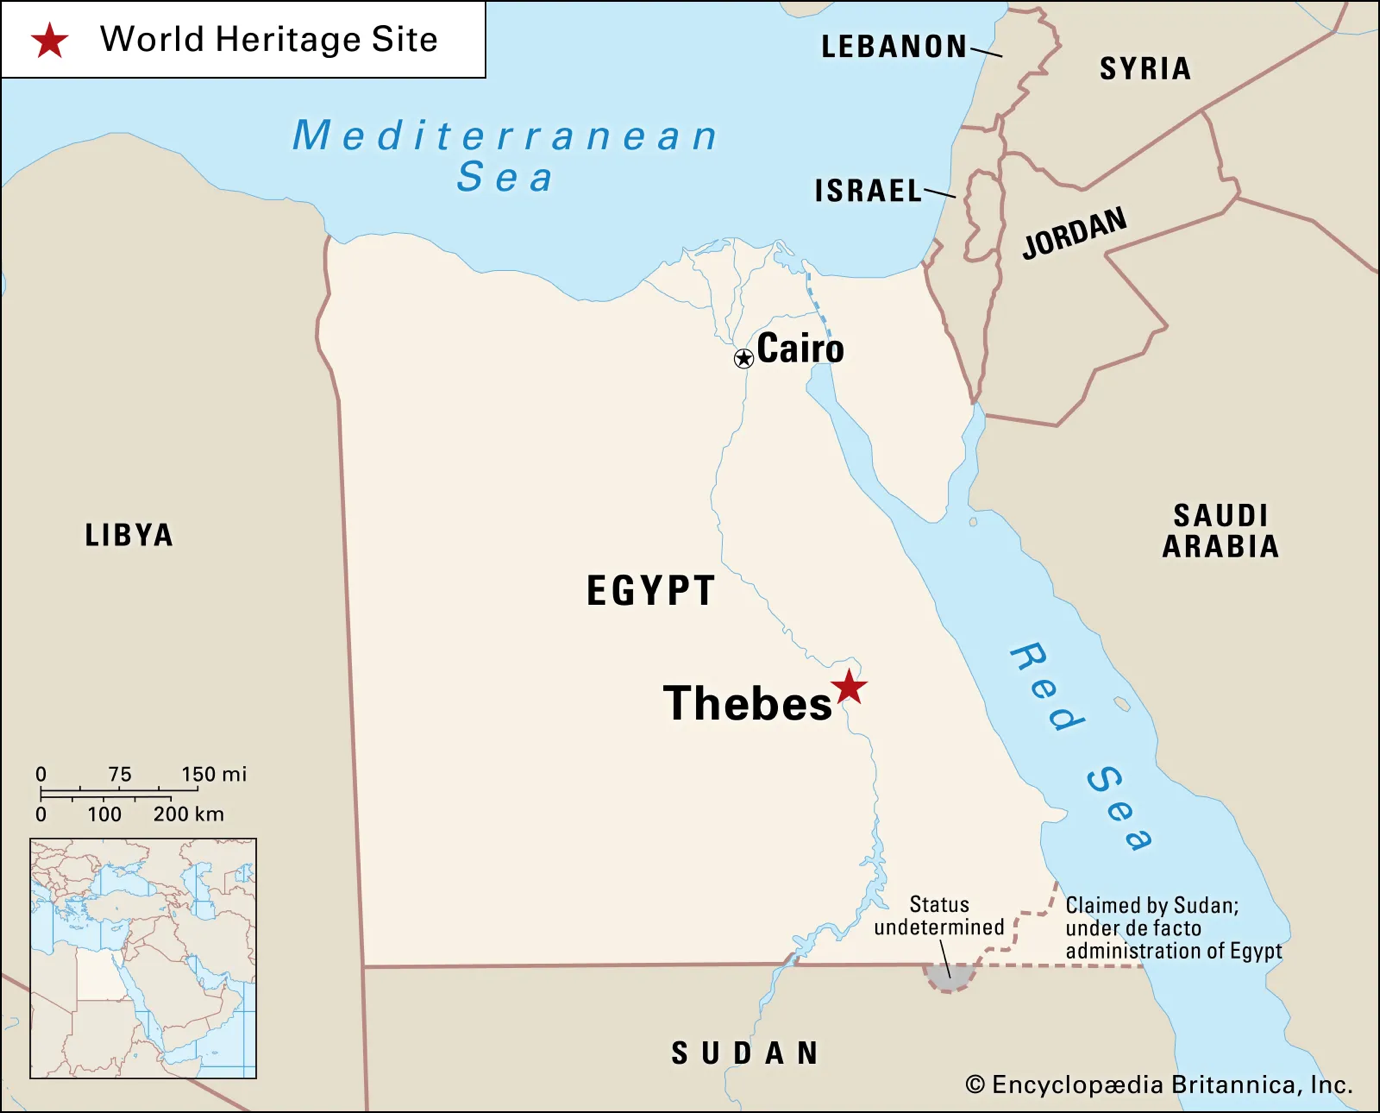 World Heritage Site
LEBANON
SYRIA
Mediterranean
Sea
ISRAEL
JORDAN
Cairo
LIBYA
SAUDI
ARABIA
EGYPT
Red Sea
Thebes
0 75 150 mi
0 100 200 km
Status
undetermined
Claimed by Sudan;
under de facto
administration of Egypt
SUDAN
© Encyclopædia Britannica, Inc.